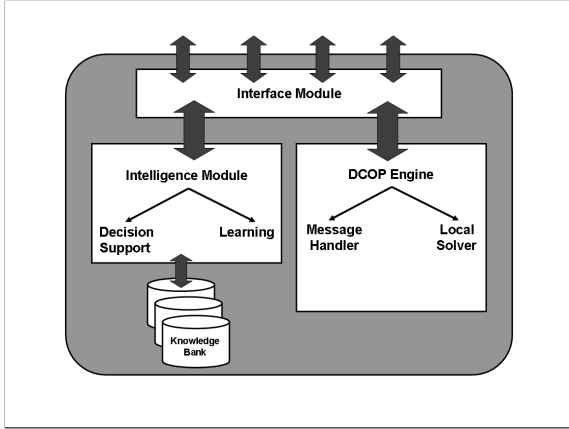 Interface Module
Intelligence Module
Decision
Support
Learning
DCOP Engine
Message
Handler
Local
Solver
Knowledge
Bank